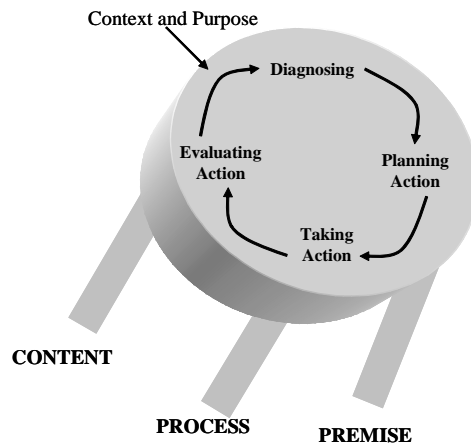 Context and Purpose
Diagnosing
Evaluating
Action
Planning
Action
Taking
Action
CONTENT
PROCESS
PREMISE